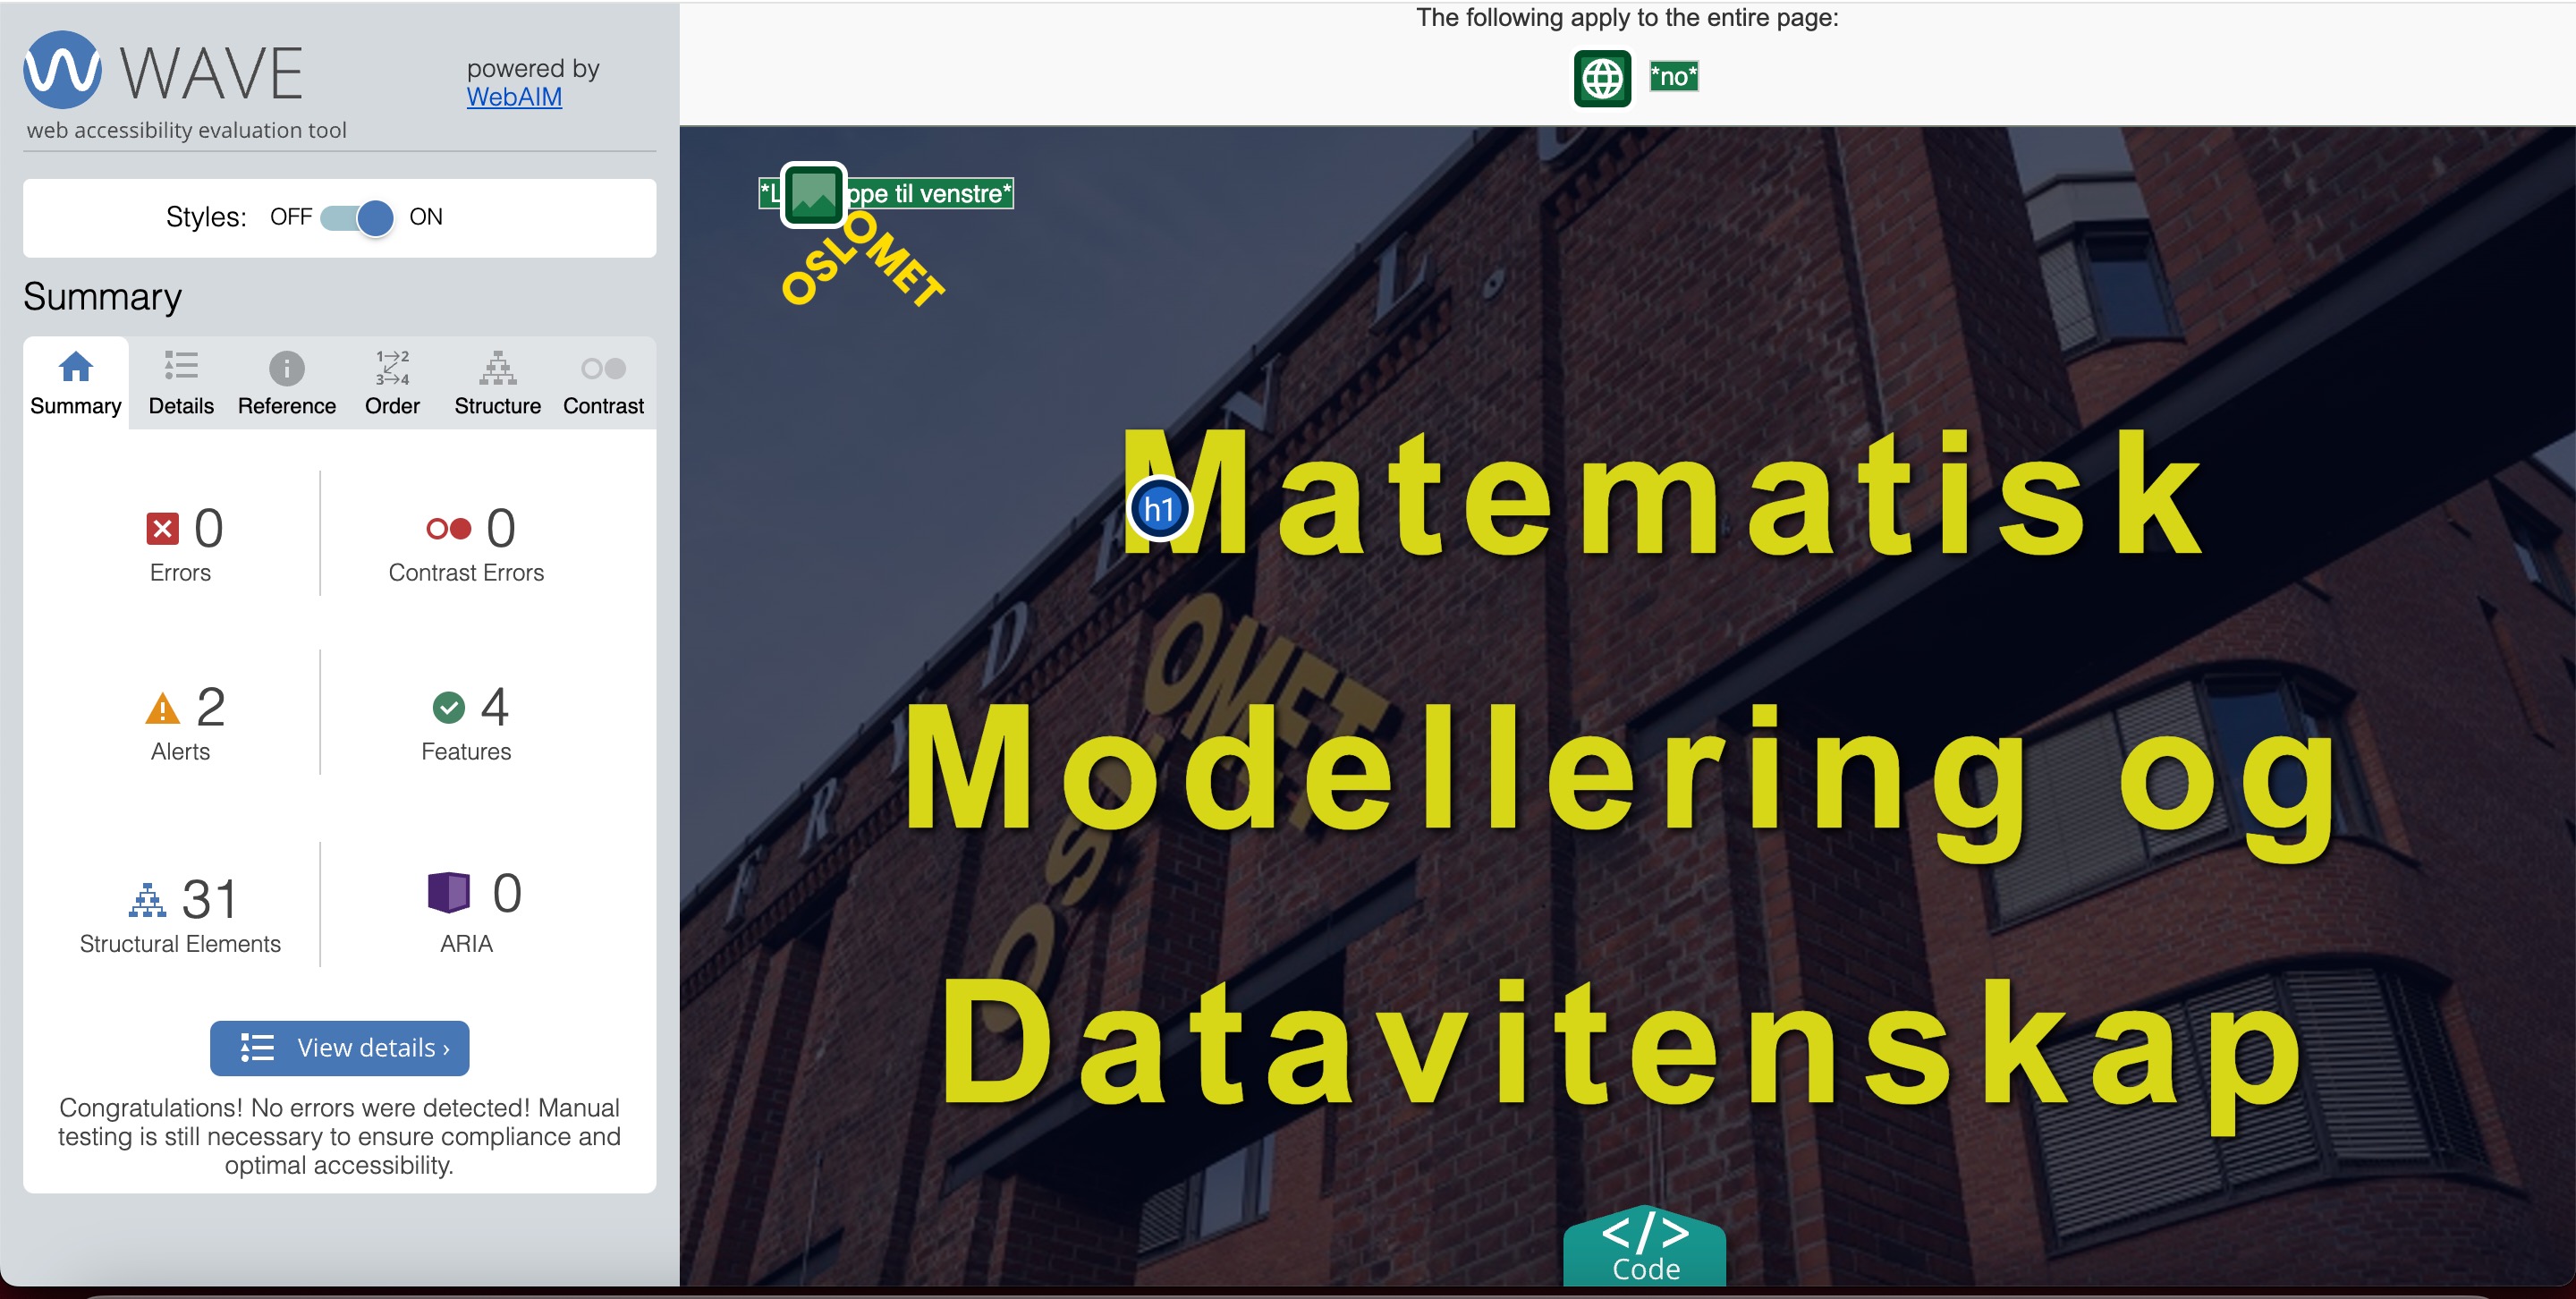 WAVE
powered by
WebAIM
web accessibility evaluation tool
Styles: OFF ON
Summary
Summary Details Reference Order Structure Contrast
0 Errors
0 Contrast Errors
2 Alerts
4 Features
31 Structural Elements
0 ARIA
View details ›
Congratulations! No errors were detected! Manual
testing is still necessary to ensure compliance and
optimal accessibility.
The following apply to the entire page:
*no*
til venstre*
OSLOMET
h1
Matematisk
Modellering og
Datavitenskap
FRYDENLUND
OSLOMET
</>
Code